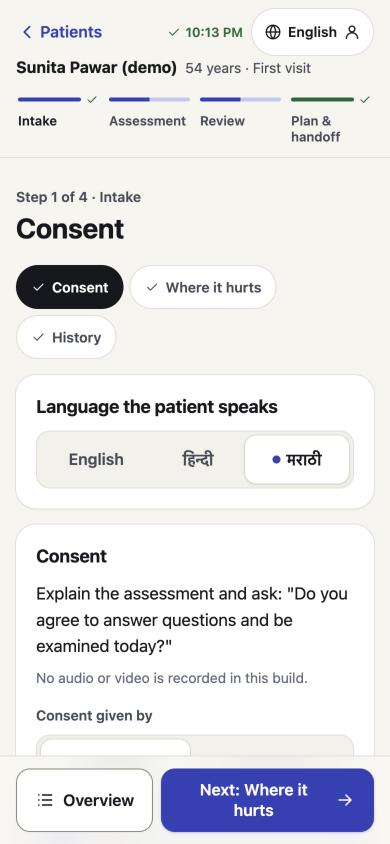 Patients
10:13 PM
English
Sunita Pawar (demo) 54 years · First visit
Intake
Assessment
Review
Plan &
handoff
Step 1 of 4 · Intake
Consent
Consent
Where it hurts
History
Language the patient speaks
English
हिन्दी
मराठी
Consent
Explain the assessment and ask: "Do you
agree to answer questions and be
examined today?"
No audio or video is recorded in this build.
Consent given by
Overview
Next: Where it
hurts